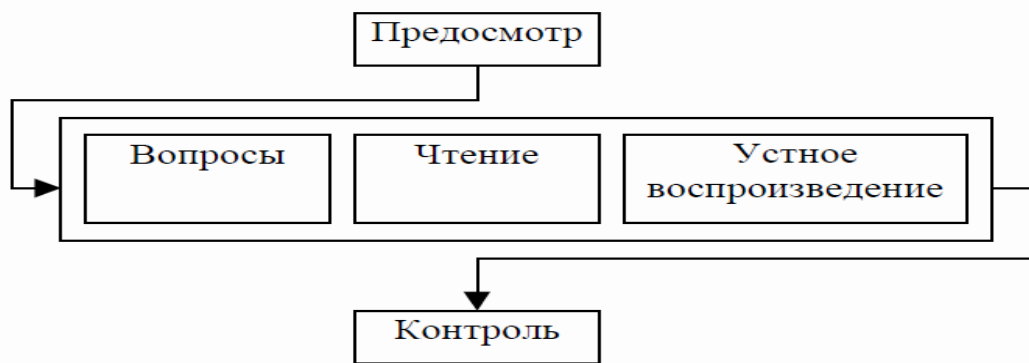 Предосмотр
Вопросы
Чтение
Устное
воспроизведение
Контроль